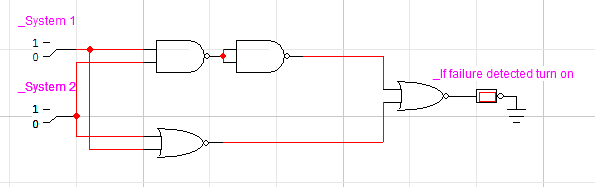 _System 1
1
0
_If failure detected turn on
_System 2
1
0